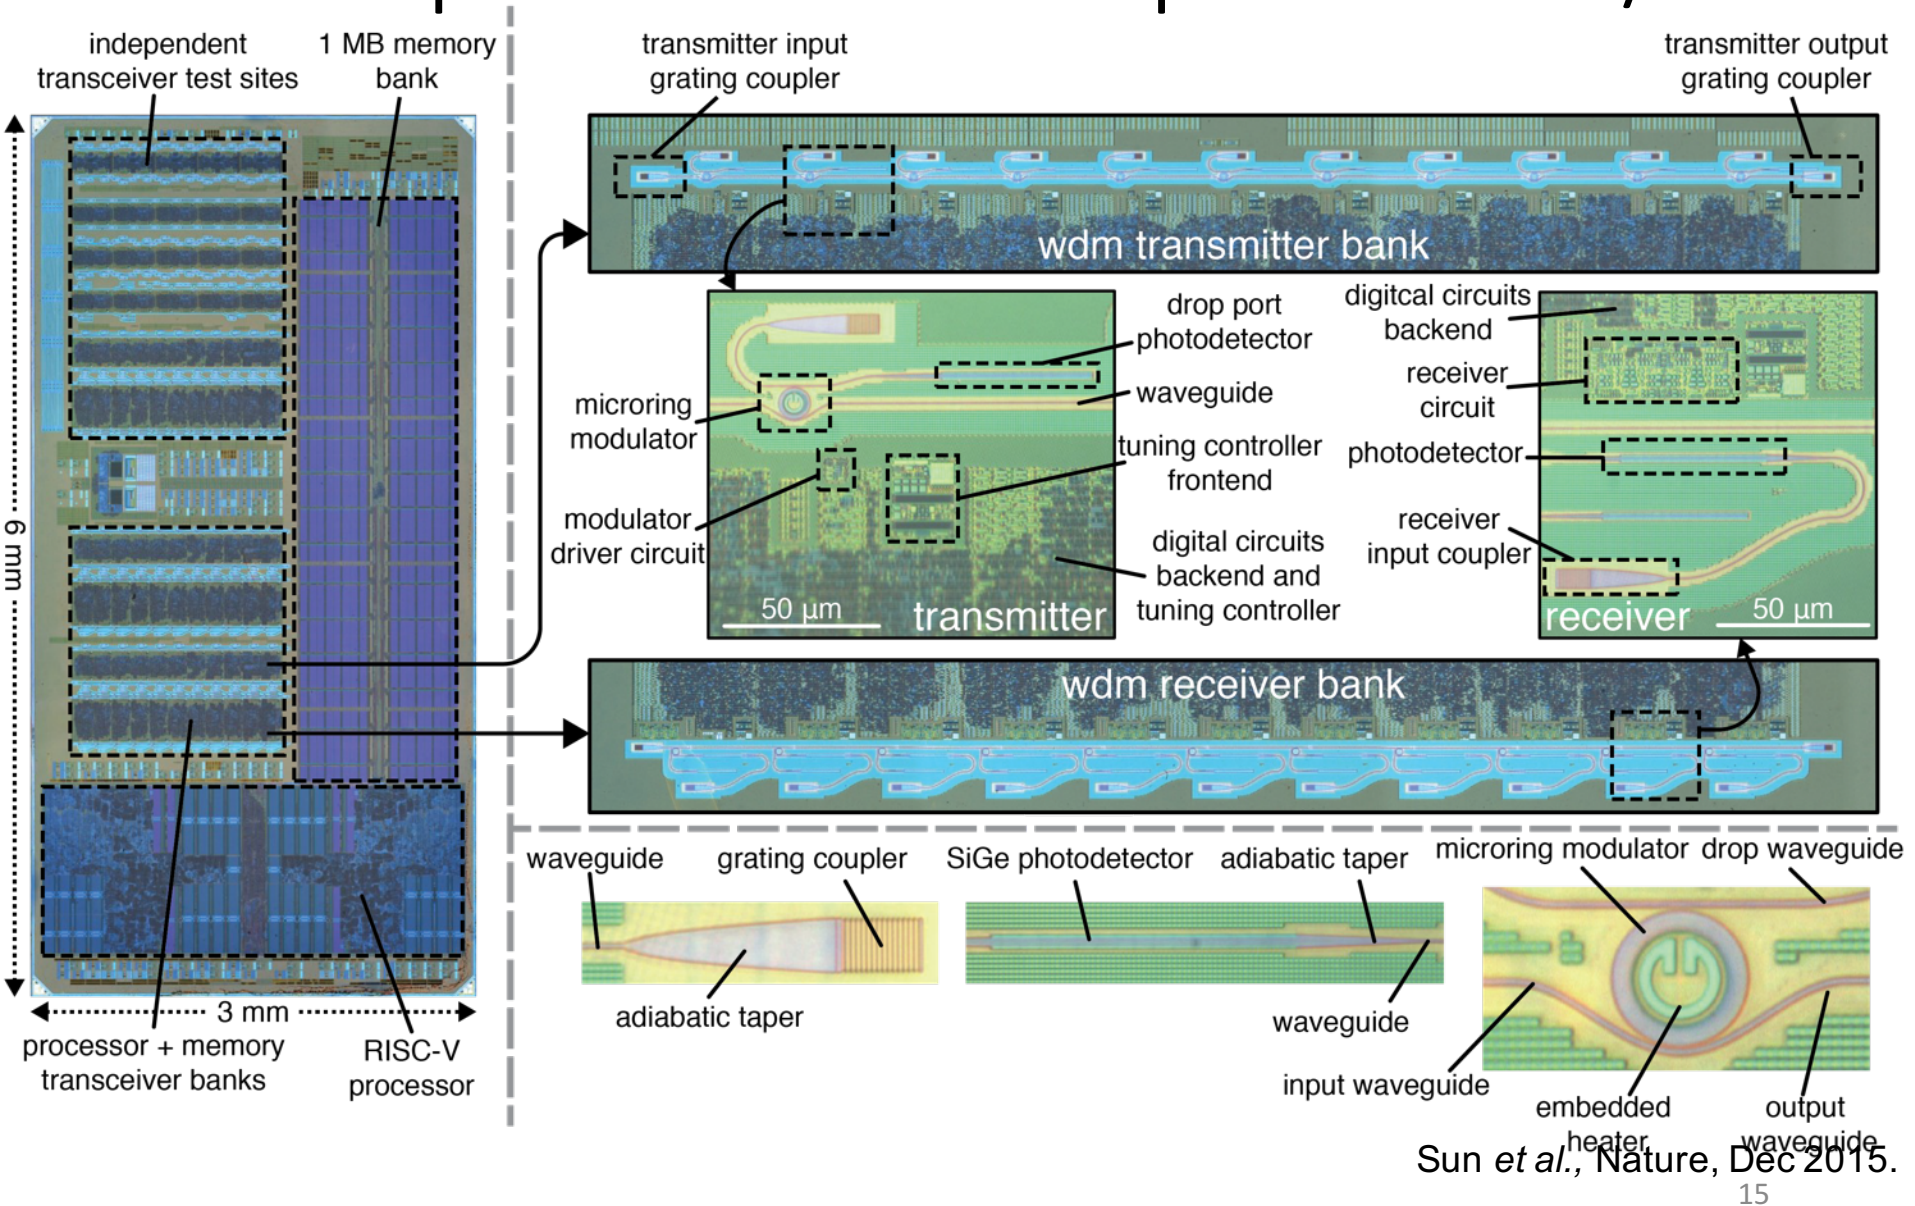 independent
transceiver test sites
1 MB memory
bank
6 mm
3 mm
processor + memory
transceiver banks
RISC-V
processor
transmitter input
grating coupler
transmitter output
grating coupler
wdm transmitter bank
drop port
photodetector
waveguide
microring
modulator
tuning controller
frontend
modulator
driver circuit
digital circuits
backend and
tuning controller
50 µm
transmitter
digitcal circuits
backend
receiver
circuit
photodetector
receiver
input coupler
receiver
50 µm
wdm receiver bank
waveguide
grating coupler
adiabatic taper
SiGe photodetector
adiabatic taper
waveguide
microring modulator
drop waveguide
input waveguide
embedded
heater
output
waveguide
Sun et al., Nature, Dec 2015.
15